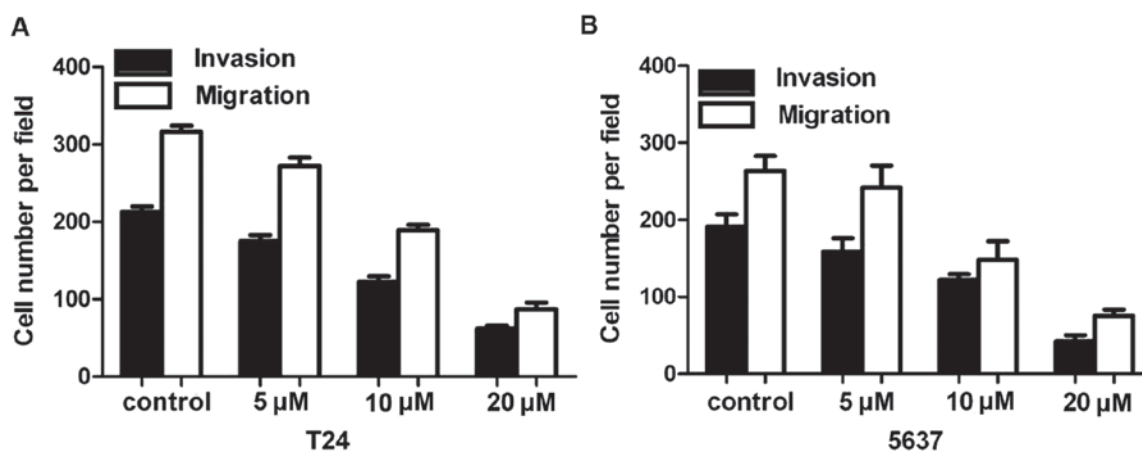 A
Invasion
Migration
Cell number per field
400
300
200
100
0
control 5 µM 10 µM 20 µM
T24
B
Invasion
Migration
Cell number per field
400
300
200
100
0
control 5 µM 10 µM 20 µM
5637